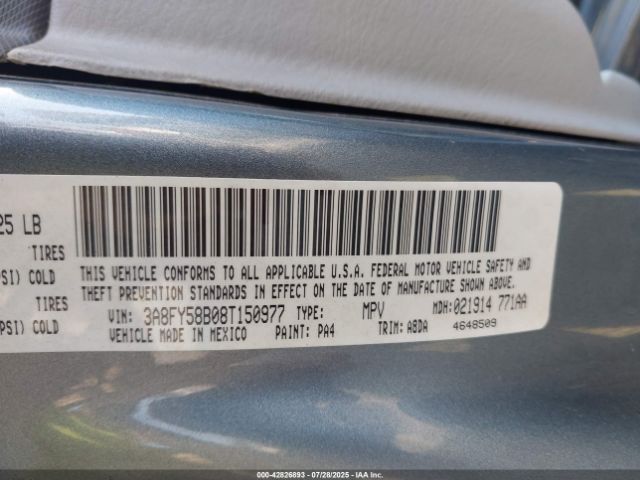 25 LB
TIRES
PSI) COLD
TIRES
PSI) COLD
THIS VEHICLE CONFORMS TO ALL APPLICABLE U.S.A. FEDERAL MOTOR VEHICLE SAFETY AND
THEFT PREVENTION STANDARDS IN EFFECT ON THE DATE OF MANUFACTURE SHOWN ABOVE.
VIN: 3A8FY58B08T150977 TYPE: MPV MDH: 021914 771AA
VEHICLE MADE IN MEXICO PAINT: PA4 TRIM: A8DA 4648509
000-42826893 - 07/28/2025 - IAA Inc.